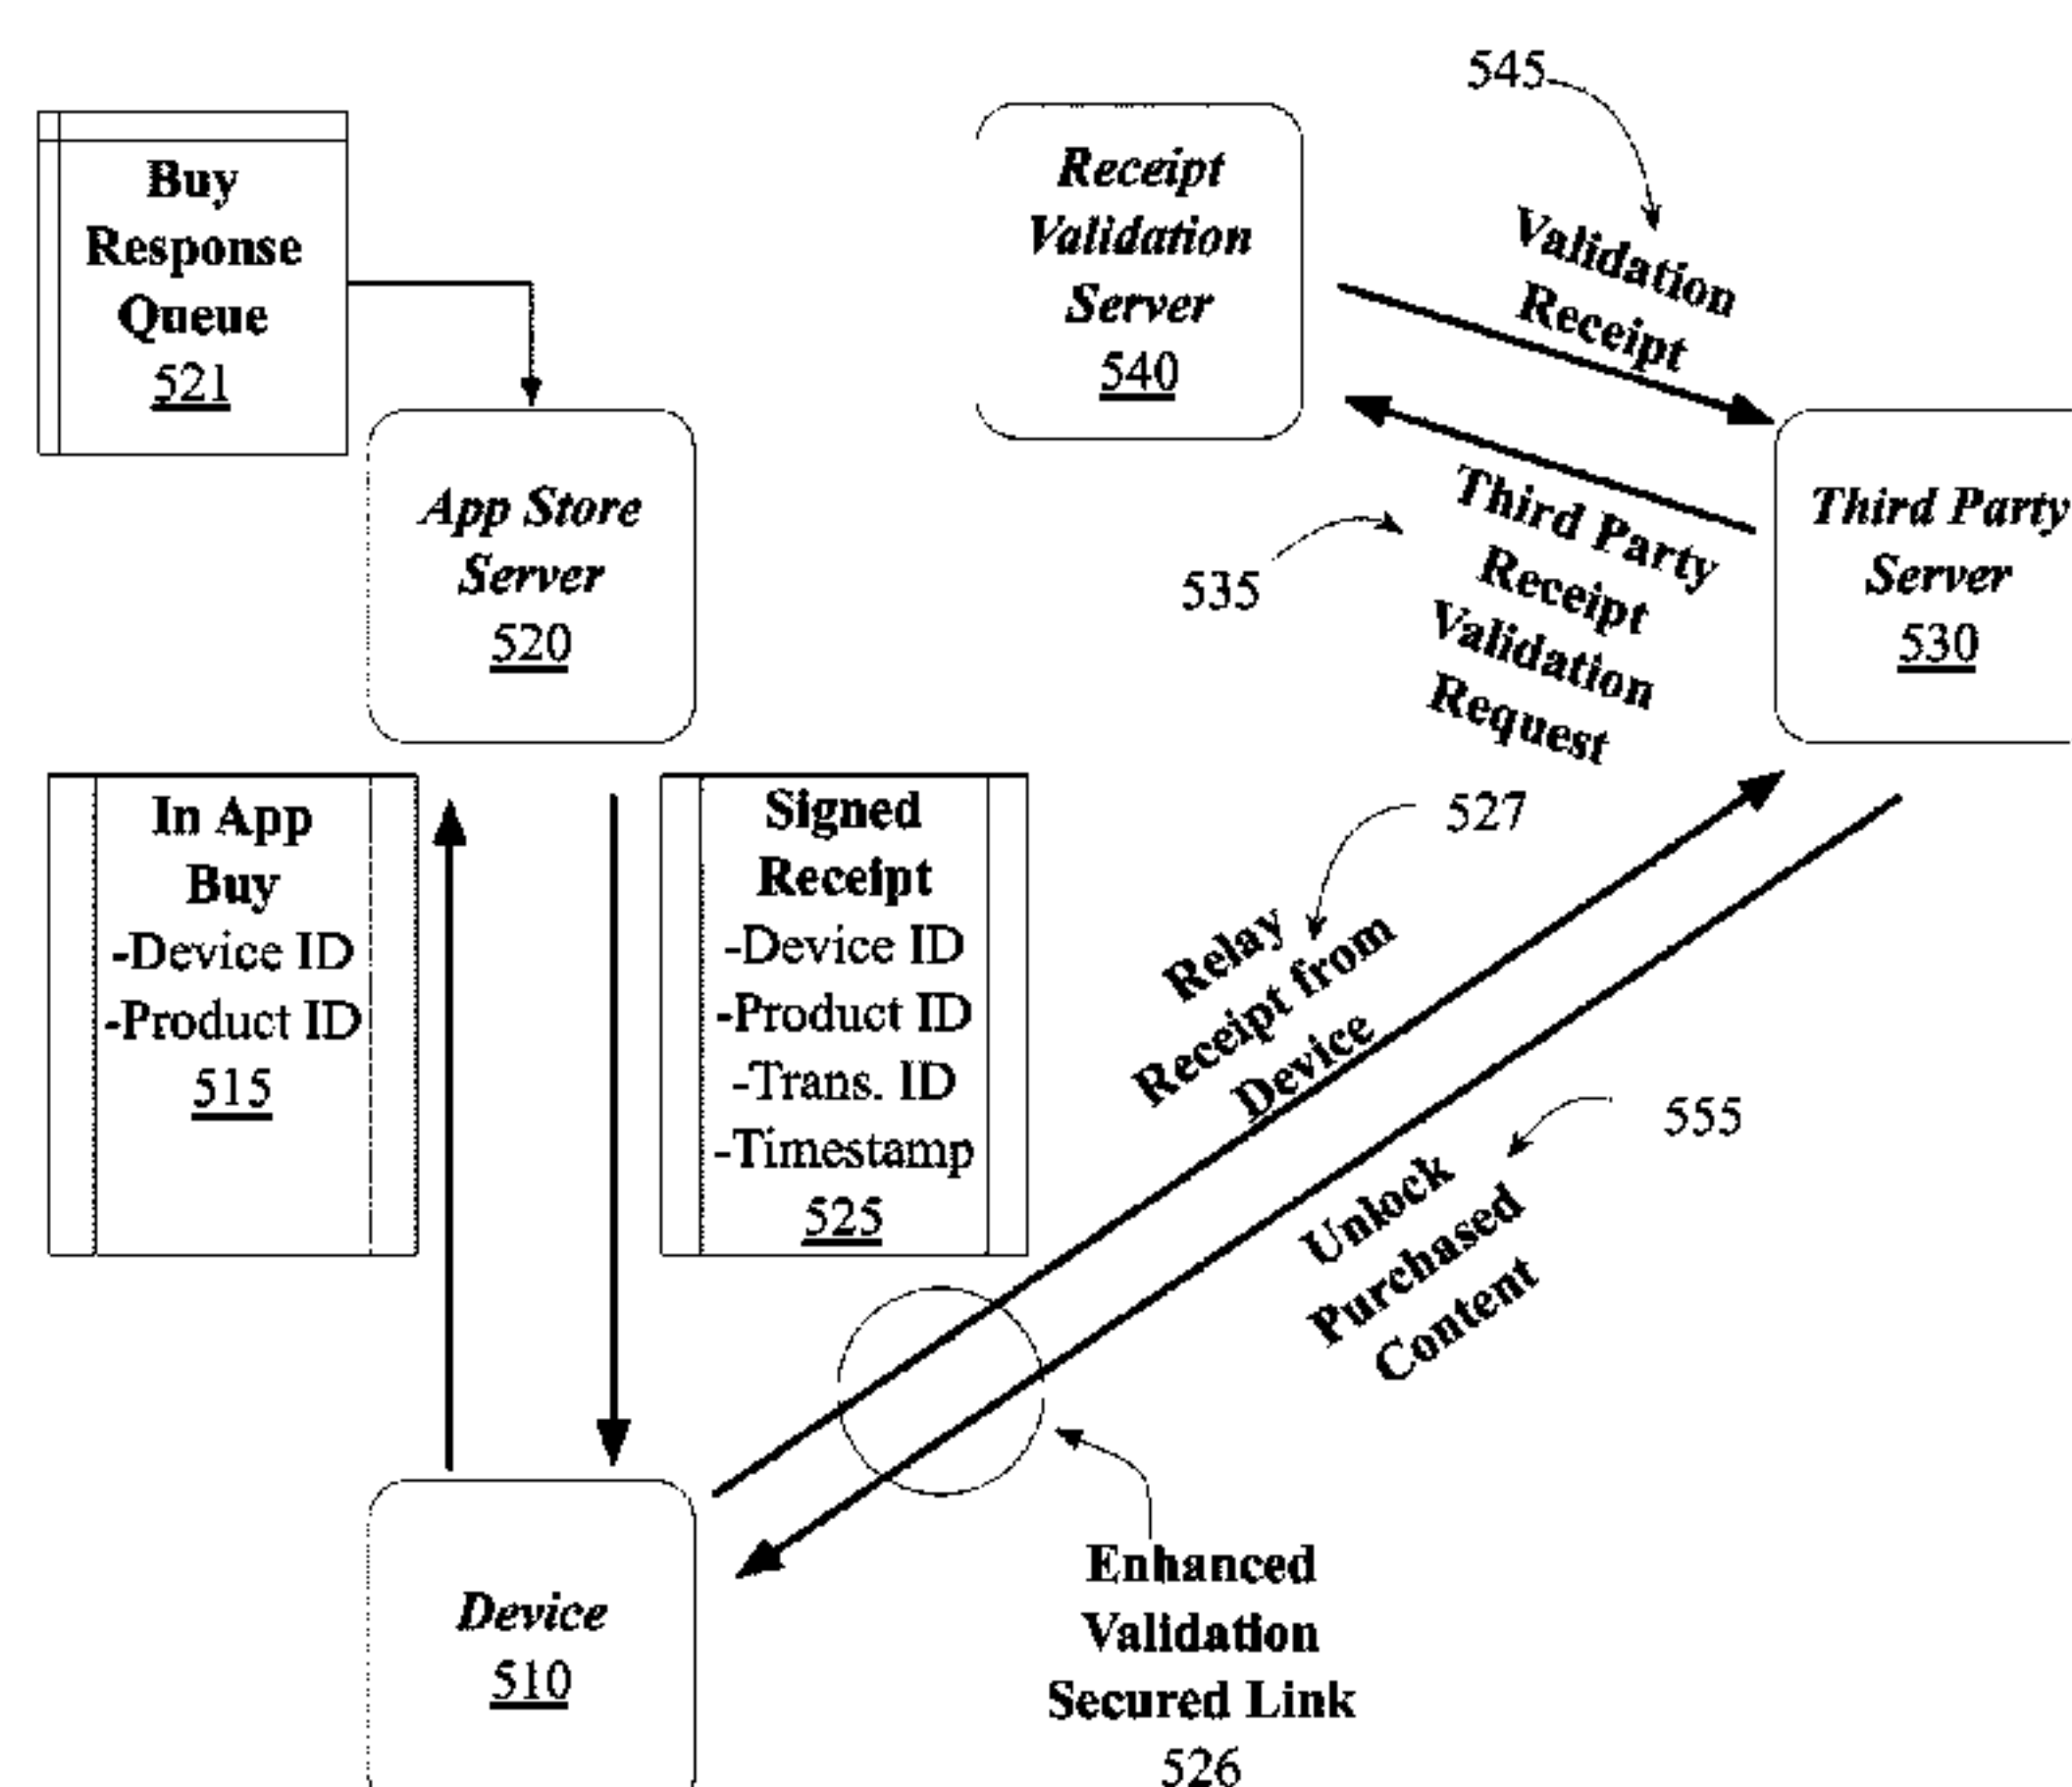 545
Buy
Response
Queue
521
Receipt
Validation
Server
540
Validation
Receipt
App Store
Server
520
535
Third Party
Receipt
Validation
Request
Third Party
Server
530
In App
Buy
-Device ID
-Product ID
515
Signed
Receipt
-Device ID
-Product ID
-Trans. ID
-Timestamp
525
527
Relay
Receipt from
Device
555
Unlock
Purchased
Content
Device
510
Enhanced
Validation
Secured Link
526